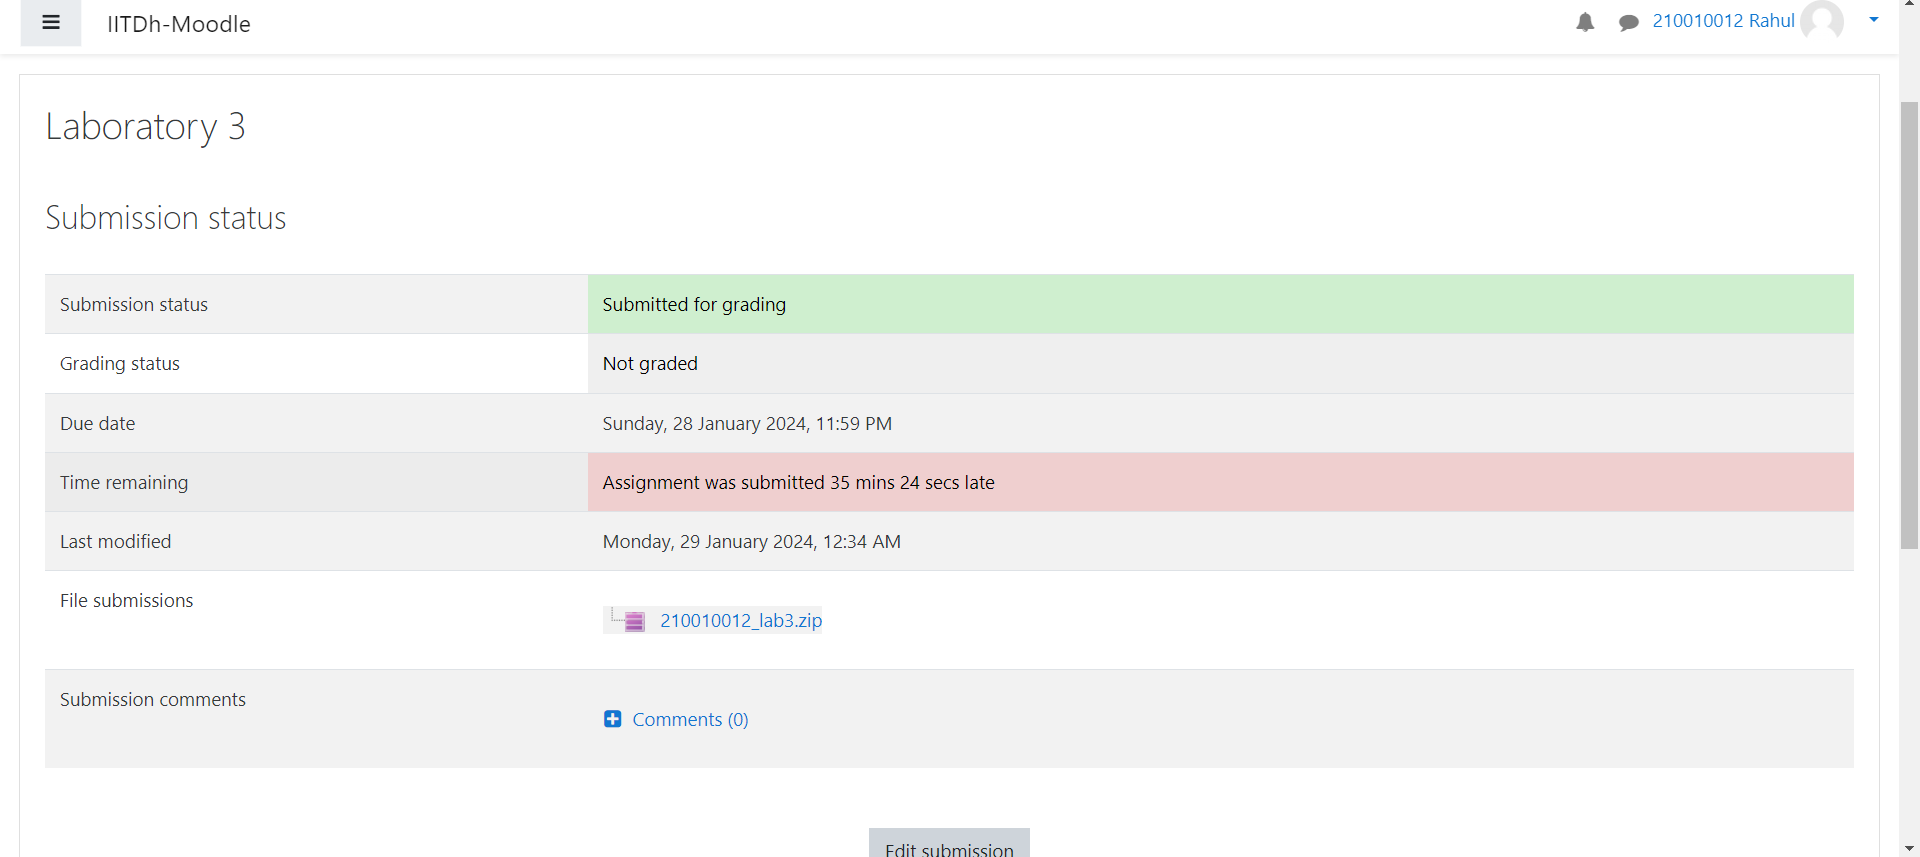 IITDh-Moodle
210010012 Rahul
Laboratory 3
Submission status
Submission status Submitted for grading
Grading status Not graded
Due date Sunday, 28 January 2024, 11:59 PM
Time remaining Assignment was submitted 35 mins 24 secs late
Last modified Monday, 29 January 2024, 12:34 AM
File submissions
210010012_lab3.zip
Submission comments
Comments (0)
Edit submission